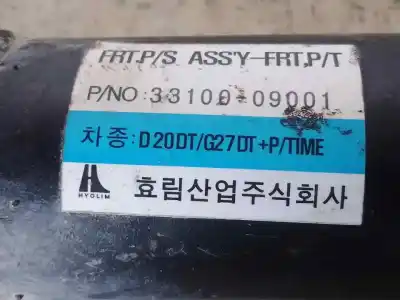 FRT.P/S ASS'Y-FRT,P/T
P/NO: 33100-09001
차종: D20DT/G27DT+P/TIME
HYOLIM
효림산업주식회사